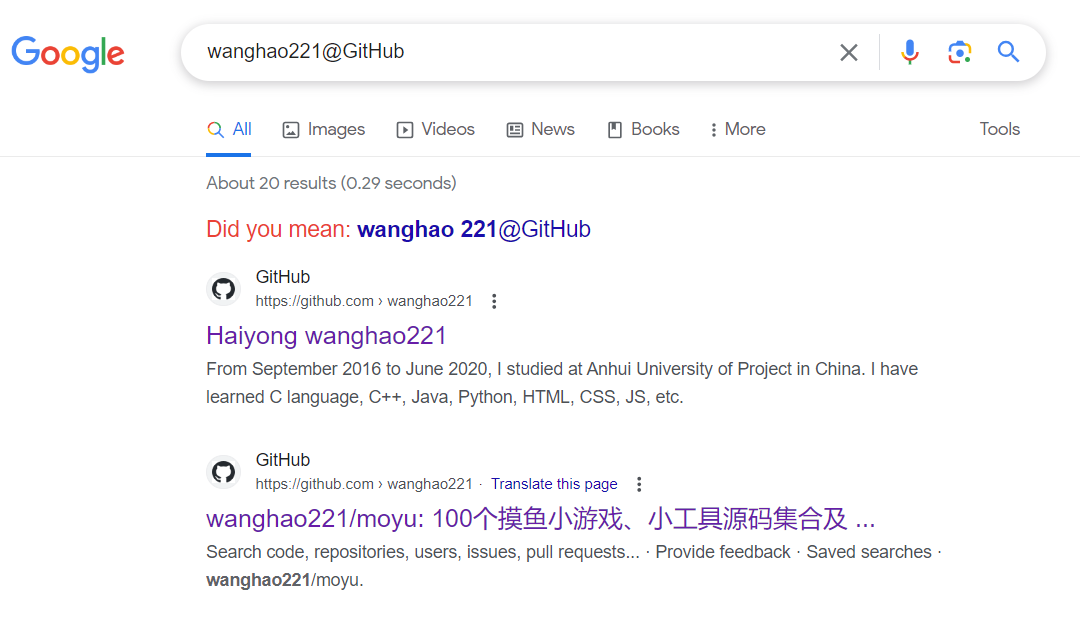 Google
wanghao221@GitHub
All Images Videos News Books More Tools
About 20 results (0.29 seconds)
Did you mean: wanghao 221@GitHub
GitHub
https://github.com › wanghao221
Haiyong wanghao221
From September 2016 to June 2020, I studied at Anhui University of Project in China. I have
learned C language, C++, Java, Python, HTML, CSS, JS, etc.
GitHub
https://github.com › wanghao221 · Translate this page
wanghao221/moyu: 100个摸鱼小游戏、小工具源码集合及 ...
Search code, repositories, users, issues, pull requests... · Provide feedback · Saved searches ·
wanghao221/moyu.